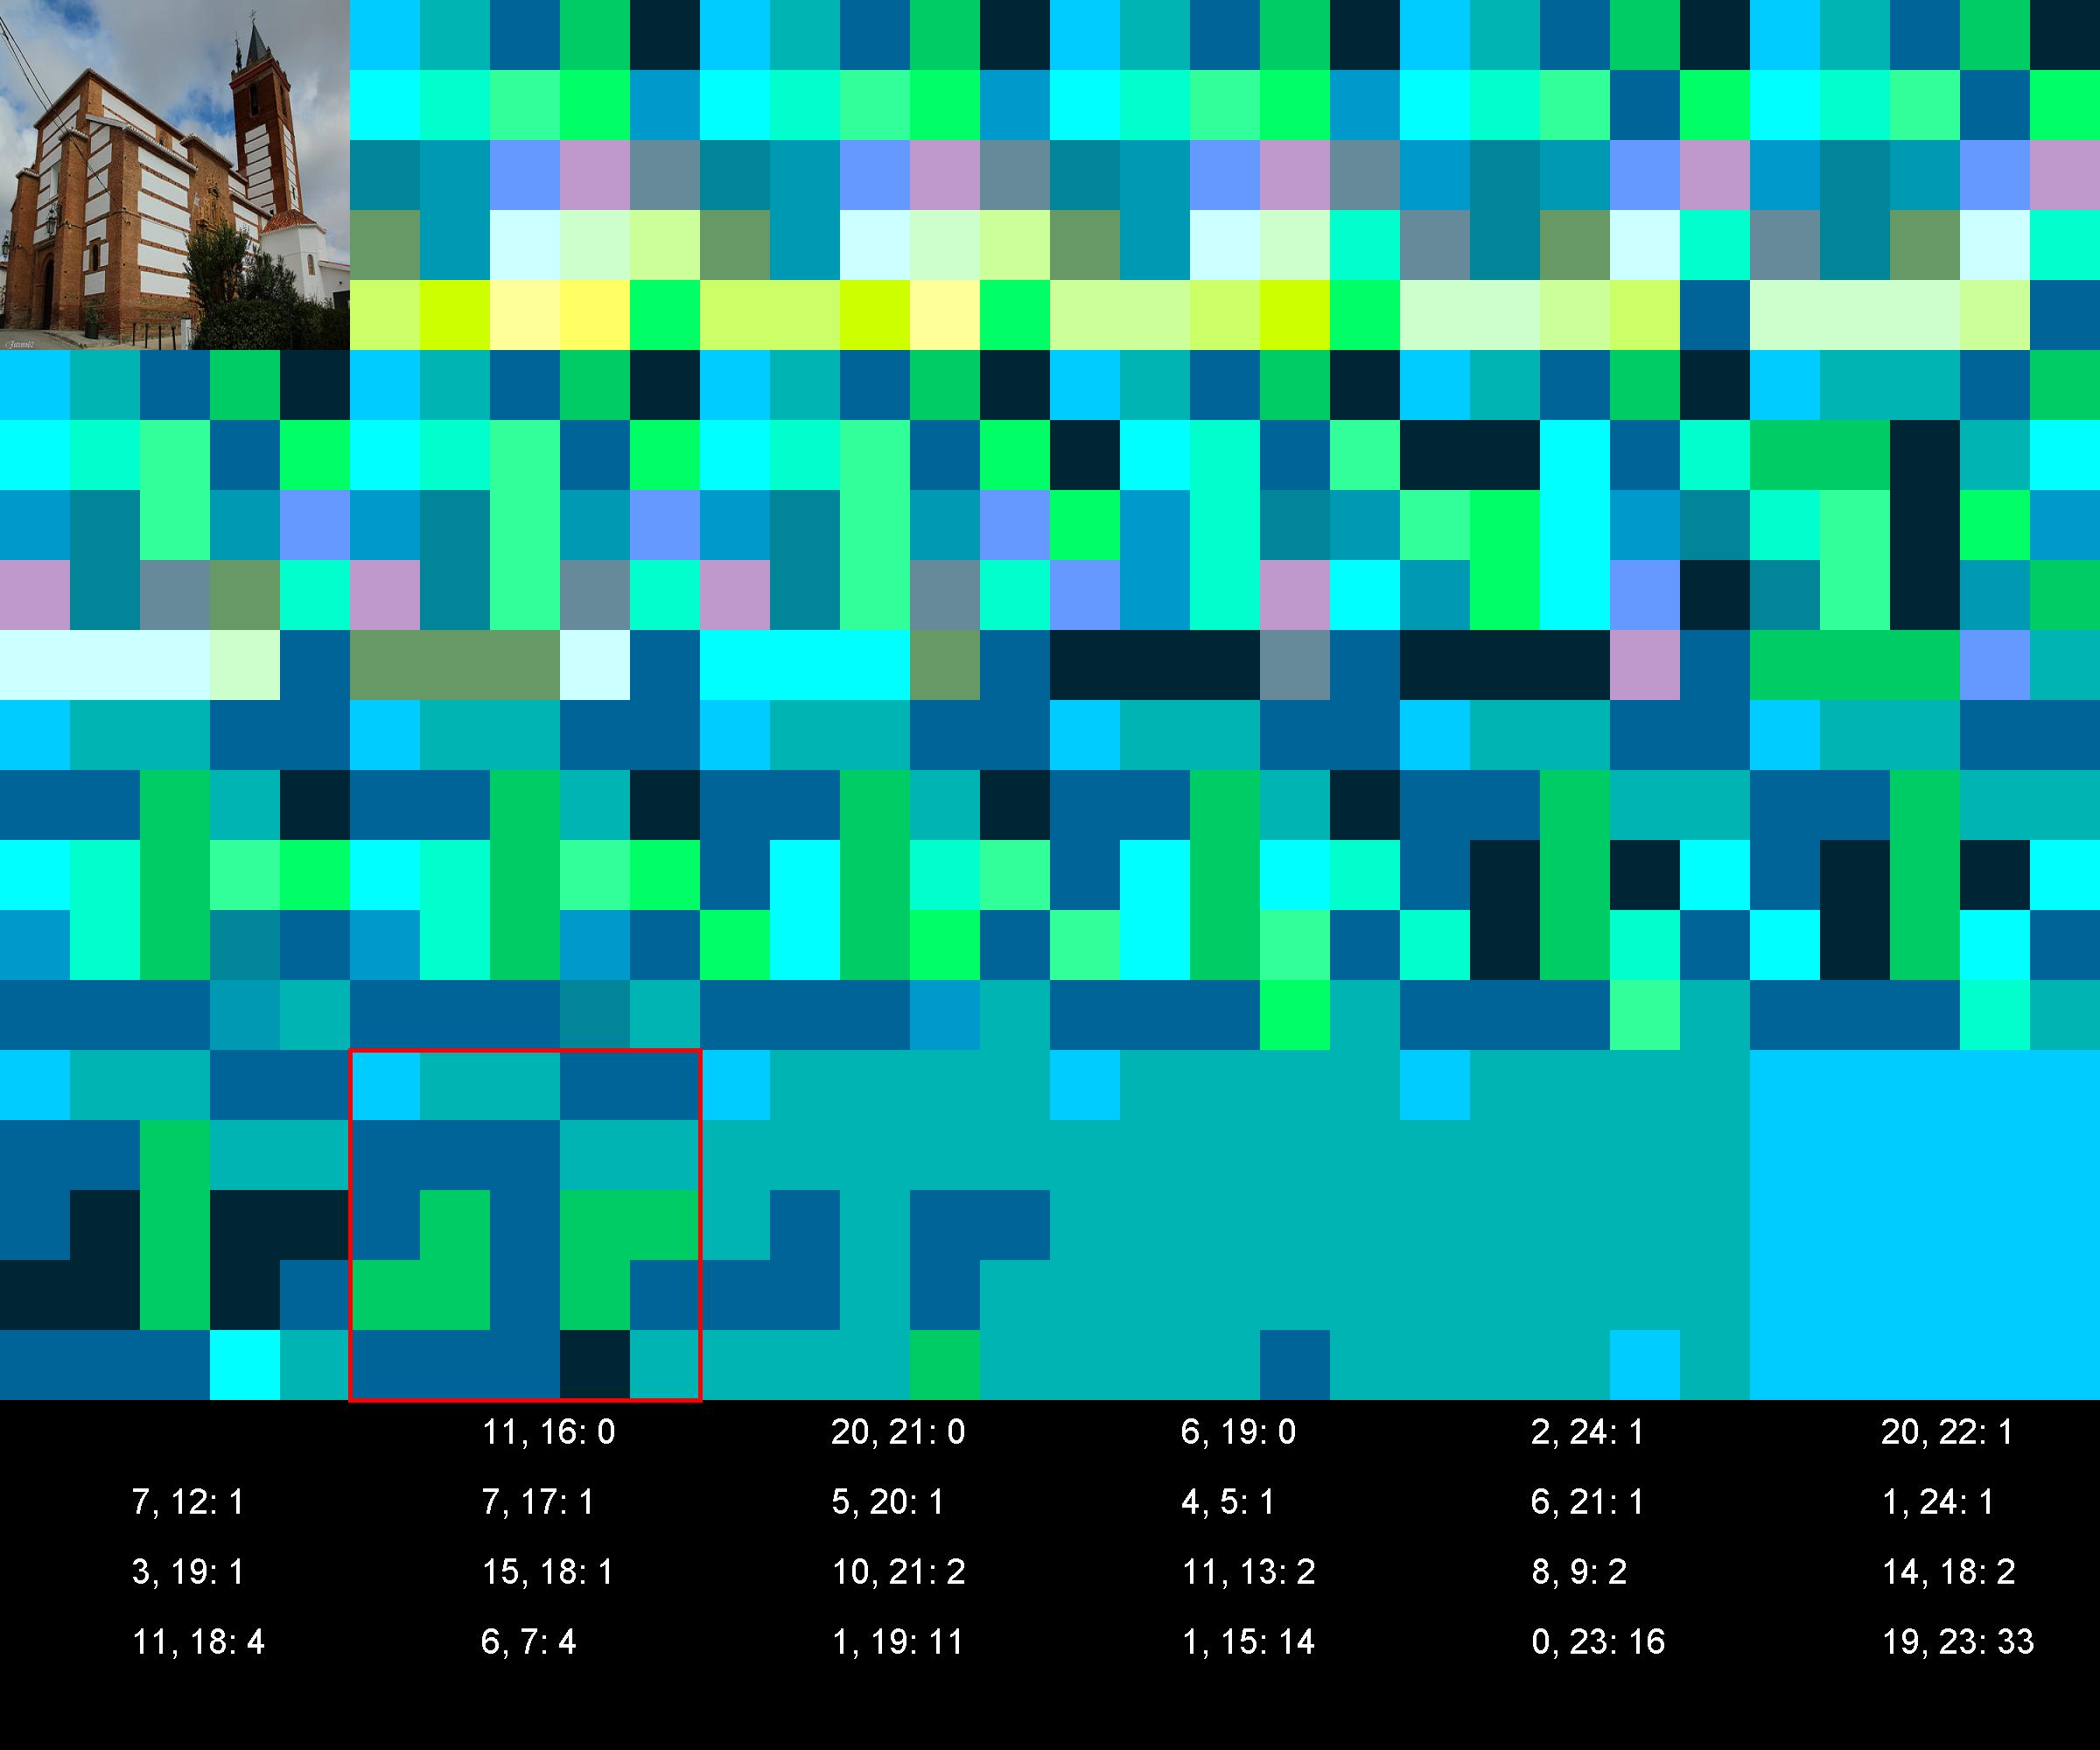 11, 16: 0 20, 21: 0 6, 19: 0 2, 24: 1 20, 22: 1
7, 12: 1 7, 17: 1 5, 20: 1 4, 5: 1 6, 21: 1 1, 24: 1
3, 19: 1 15, 18: 1 10, 21: 2 11, 13: 2 8, 9: 2 14, 18: 2
11, 18: 4 6, 7: 4 1, 19: 11 1, 15: 14 0, 23: 16 19, 23: 33